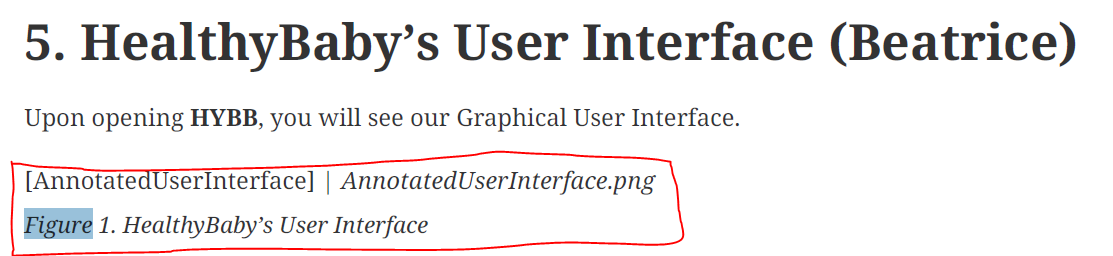 5. HealthyBaby’s User Interface (Beatrice)
Upon opening HYBB, you will see our Graphical User Interface.
[AnnotatedUserInterface] | AnnotatedUserInterface.png
Figure 1. HealthyBaby’s User Interface